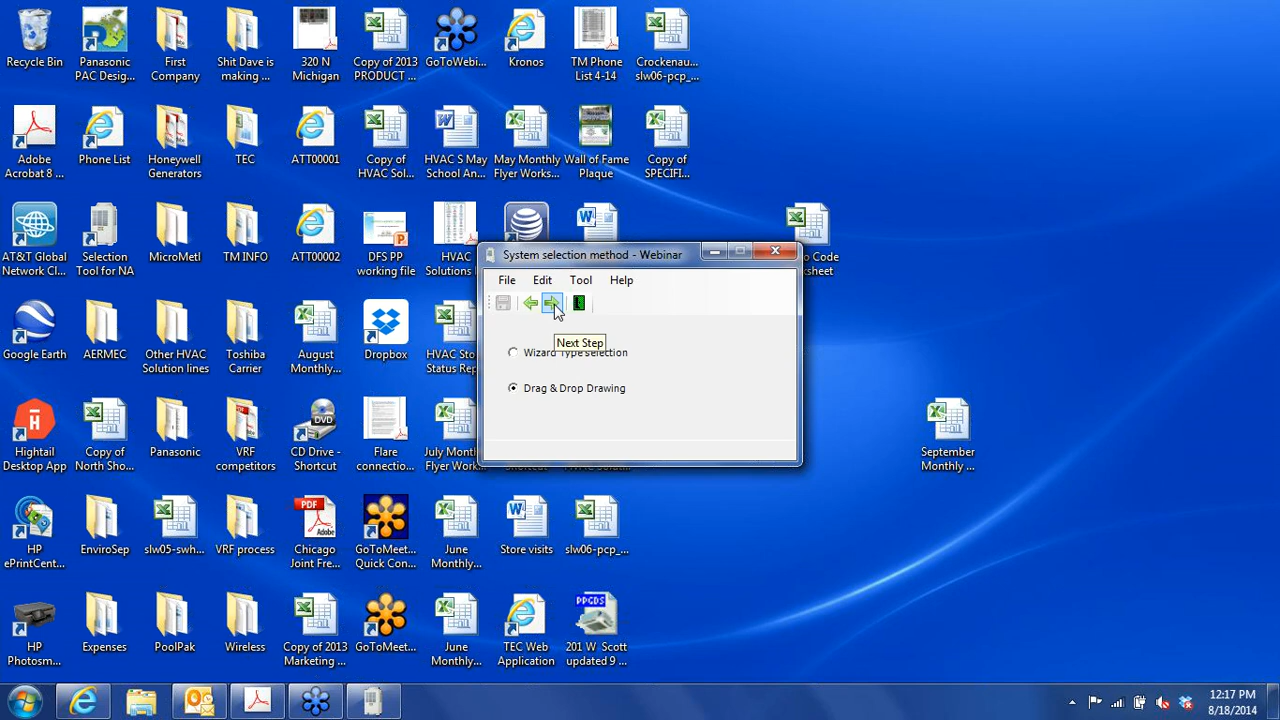 Recycle Bin
Panasonic
PAC Desig...
First
Company
Shit Dave is
making ...
320 N
Michigan
Copy of 2013
PRODUCT ...
GoToWebi...
Kronos
TM Phone
List 4-14
Crockenau...
slw06-pcp_...
Adobe
Acrobat 8 ...
Phone List
Honeywell
Generators
TEC
ATT00001
Copy of
HVAC Sol...
HVAC S May
School An...
May Monthly
Flyer Works...
Wall of Fame
Plaque
Copy of
SPECIFI...
AT&T Global
Network Cl...
Selection
Tool for NA
MicroMetl
TM INFO
ATT00002
DFS PP
working file
HVAC
Solutions
Code
ksheet
System selection method - Webinar
File Edit Tool Help
Next Step
Wizard Type selection
Drag & Drop Drawing
Google Earth
AERMEC
Other HVAC
Solution lines
Toshiba
Carrier
August
Monthly...
Dropbox
HVAC Sto
Status Rep
Hightail
Desktop App
Copy of
North Sho...
Panasonic
VRF
competitors
CD Drive -
Shortcut
Flare
connectio...
July Month
Flyer Work
September
Monthly ...
HP
ePrintCent...
EnviroSep
slw05-swh...
VRF process
PDF
Adobe
Chicago
Joint Fre...
GoToMeet...
Quick Con...
June
Monthly...
Store visits
slw06-pcp_...
HP
Photosm...
Expenses
PoolPak
Wireless
Copy of 2013
Marketing ...
GoToMeet...
June
Monthly...
TEC Web
Application
PPGDS
201 W Scott
updated 9 ...
12:17 PM
8/18/2014